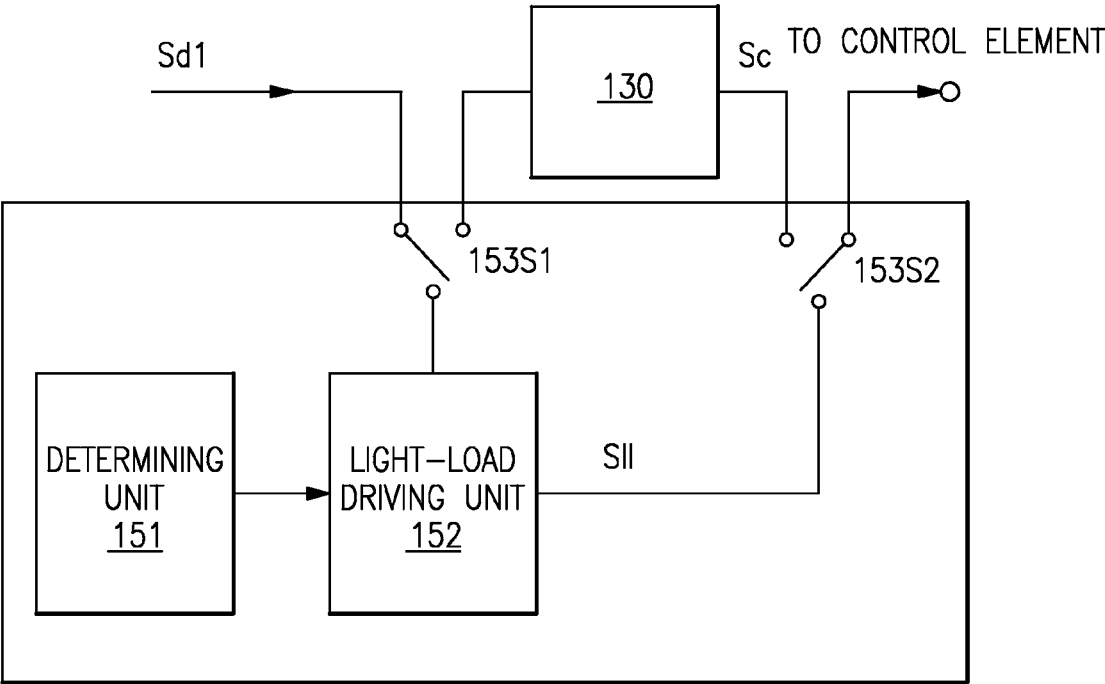 Sd1
130
Sc
TO CONTROL ELEMENT
153S1
153S2
DETERMINING
UNIT
151
LIGHT-LOAD
DRIVING UNIT
152
Sll